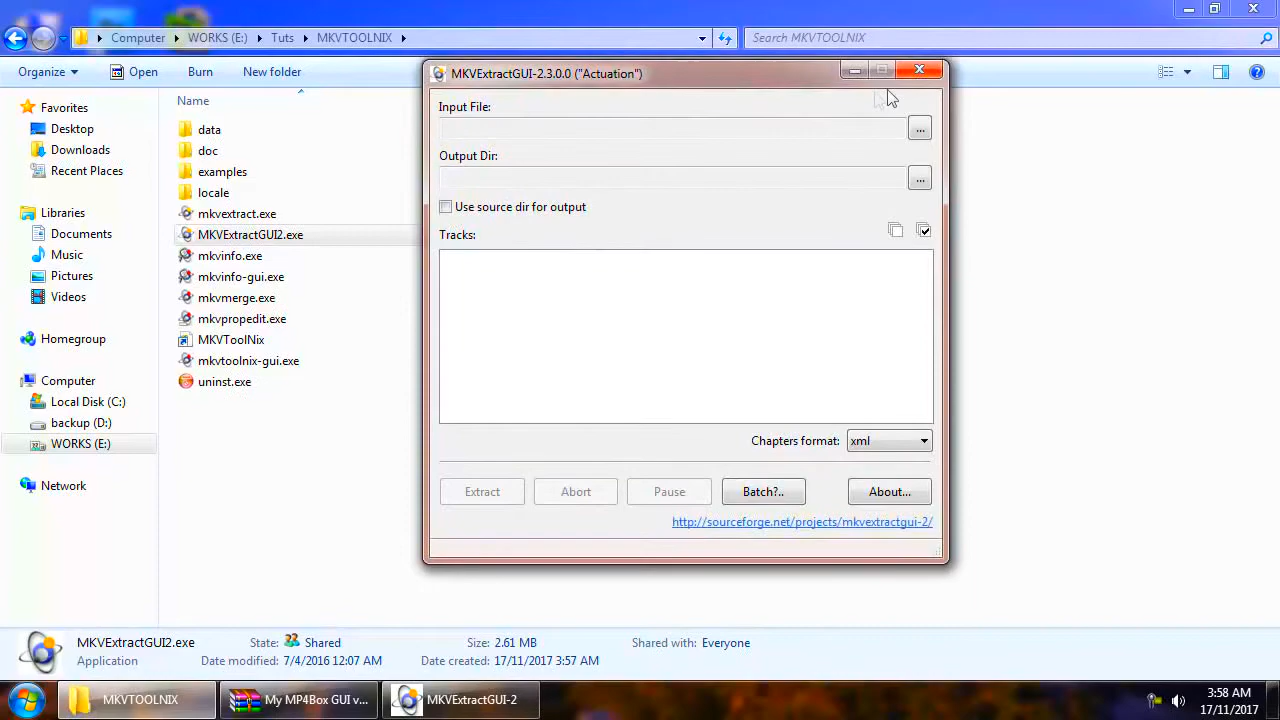 Computer WORKS (E:) Tuts MKVTOOLNIX
Search MKVTOOLNIX
Organize Open Burn New folder
Favorites
Desktop
Downloads
Recent Places
Libraries
Documents
Music
Pictures
Videos
Homegroup
Computer
Local Disk (C:)
backup (D:)
WORKS (E:)
Network
Name
data
doc
examples
locale
mkvextract.exe
MKVExtractGUI2.exe
mkvinfo.exe
mkvinfo-gui.exe
mkvmerge.exe
mkvpropedit.exe
MKVToolNix
mkvtoolnix-gui.exe
uninst.exe
MKVExtractGUI-2.3.0.0 ("Actuation")
Input File:
...
Output Dir:
...
Use source dir for output
Tracks:
Chapters format: xml
Extract Abort Pause Batch?.. About...
http://sourceforge.net/projects/mkvextractgui-2/
MKVExtractGUI2.exe State: Shared Size: 2.61 MB Shared with: Everyone
Application Date modified: 7/4/2016 12:07 AM Date created: 17/11/2017 3:57 AM
MKVTOOLNIX My MP4Box GUI v... MKVExtractGUI-2
3:58 AM
17/11/2017